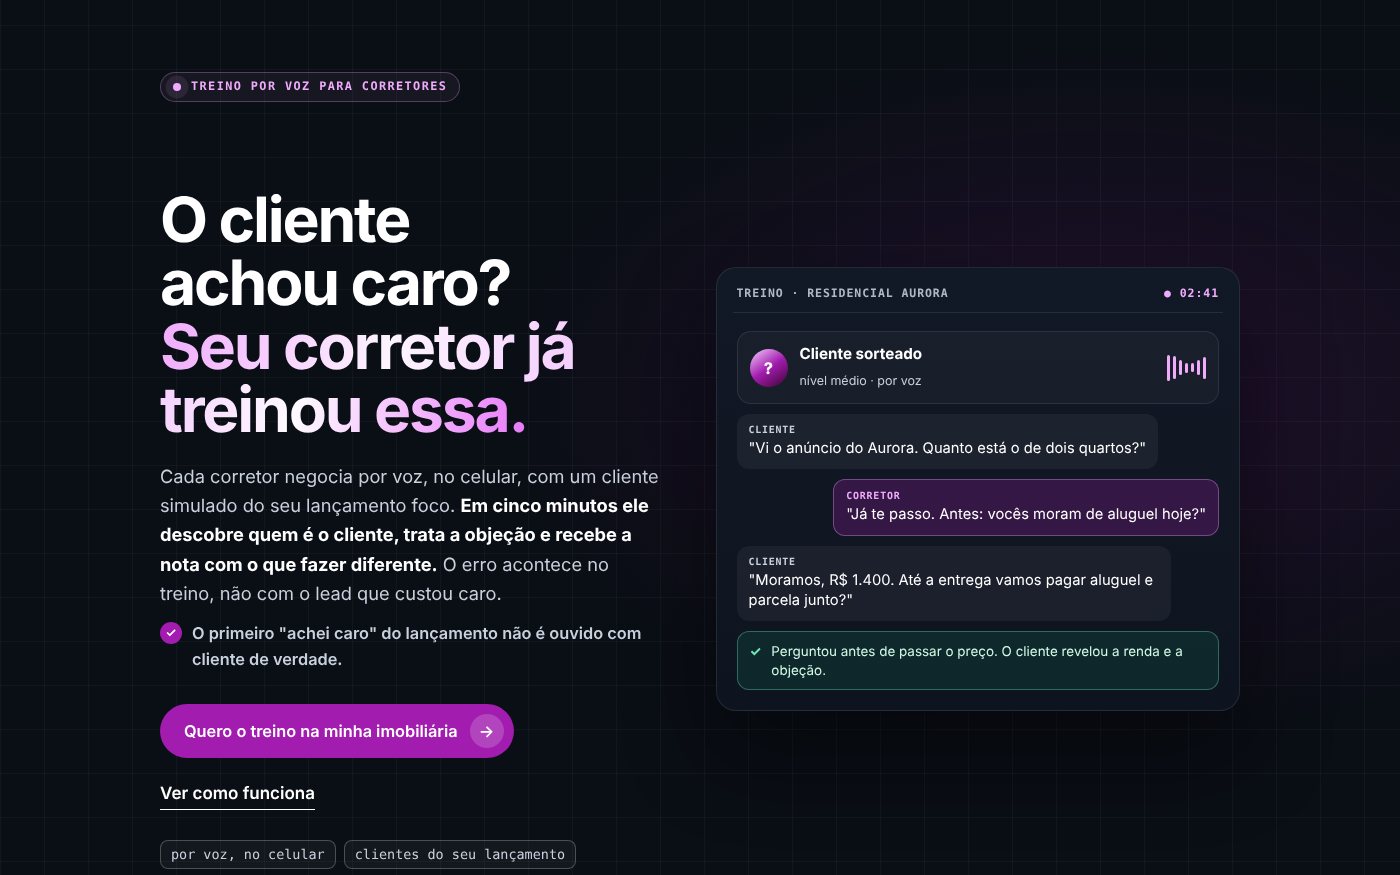 TREINO POR VOZ PARA CORRETORES
O cliente
achou caro?
Seu corretor já
treinou essa.
Cada corretor negocia por voz, no celular, com um cliente
simulado do seu lançamento foco. Em cinco minutos ele
descobre quem é o cliente, trata a objeção e recebe a
nota com o que fazer diferente. O erro acontece no
treino, não com o lead que custou caro.
O primeiro "achei caro" do lançamento não é ouvido com
cliente de verdade.
Quero o treino na minha imobiliária →
Ver como funciona
por voz, no celular
clientes do seu lançamento
TREINO · RESIDENCIAL AURORA
02:41
?
Cliente sorteado
nível médio · por voz
CLIENTE
"Vi o anúncio do Aurora. Quanto está o de dois quartos?"
CORRETOR
"Já te passo. Antes: vocês moram de aluguel hoje?"
CLIENTE
"Moramos, R$ 1.400. Até a entrega vamos pagar aluguel e
parcela junto?"
Perguntou antes de passar o preço. O cliente revelou a renda e a
objeção.